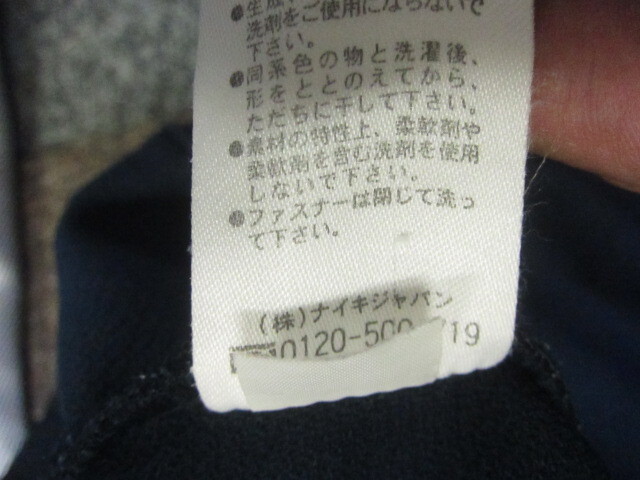 洗剤をご使用にならないで
下さい。
●同系色の物と洗濯後、
形をととのえてから、
ただちに干して下さい。
●素材の特性上、柔軟剤や
柔軟剤を含む洗剤を使用
しないで下さい。
●ファスナーは閉じて洗っ
て下さい。
(株)ナイキジャパン
0120-500 719